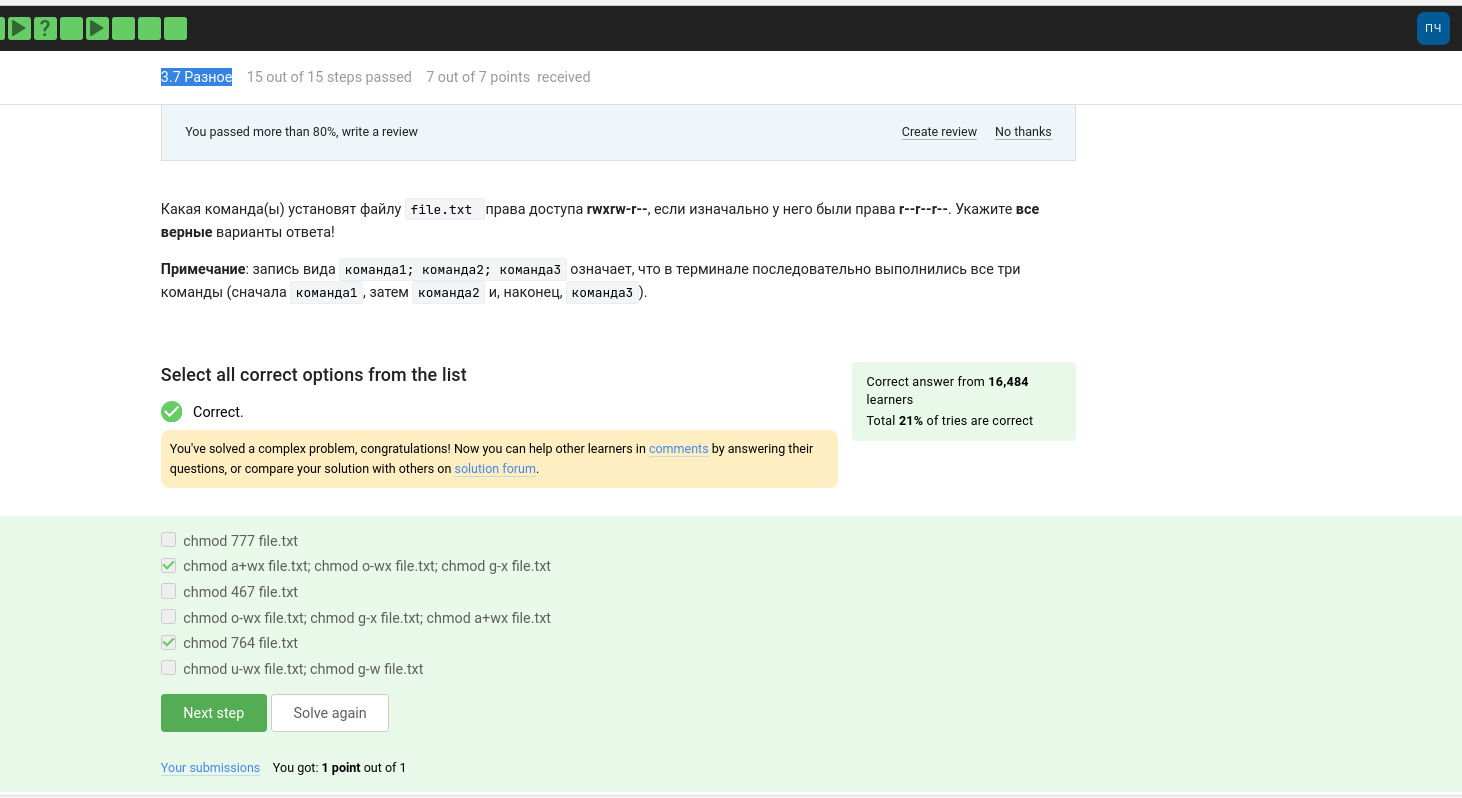 ?
ПЧ
3.7 Разное 15 out of 15 steps passed 7 out of 7 points received
You passed more than 80%, write a review Create review No thanks
Какая команда(ы) установят файлу file.txt права доступа rwxrw-r--, если изначально у него были права r--r--r--. Укажите все
верные варианты ответа!
Примечание: запись вида команда1; команда2; команда3 означает, что в терминале последовательно выполнились все три
команды (сначала команда1, затем команда2 и, наконец, команда3).
Select all correct options from the list
Correct.
You've solved a complex problem, congratulations! Now you can help other learners in comments by answering their
questions, or compare your solution with others on solution forum.
Correct answer from 16,484
learners
Total 21% of tries are correct
chmod 777 file.txt
chmod a+wx file.txt; chmod o-wx file.txt; chmod g-x file.txt
chmod 467 file.txt
chmod o-wx file.txt; chmod g-x file.txt; chmod a+wx file.txt
chmod 764 file.txt
chmod u-wx file.txt; chmod g-w file.txt
Next step Solve again
Your submissions You got: 1 point out of 1